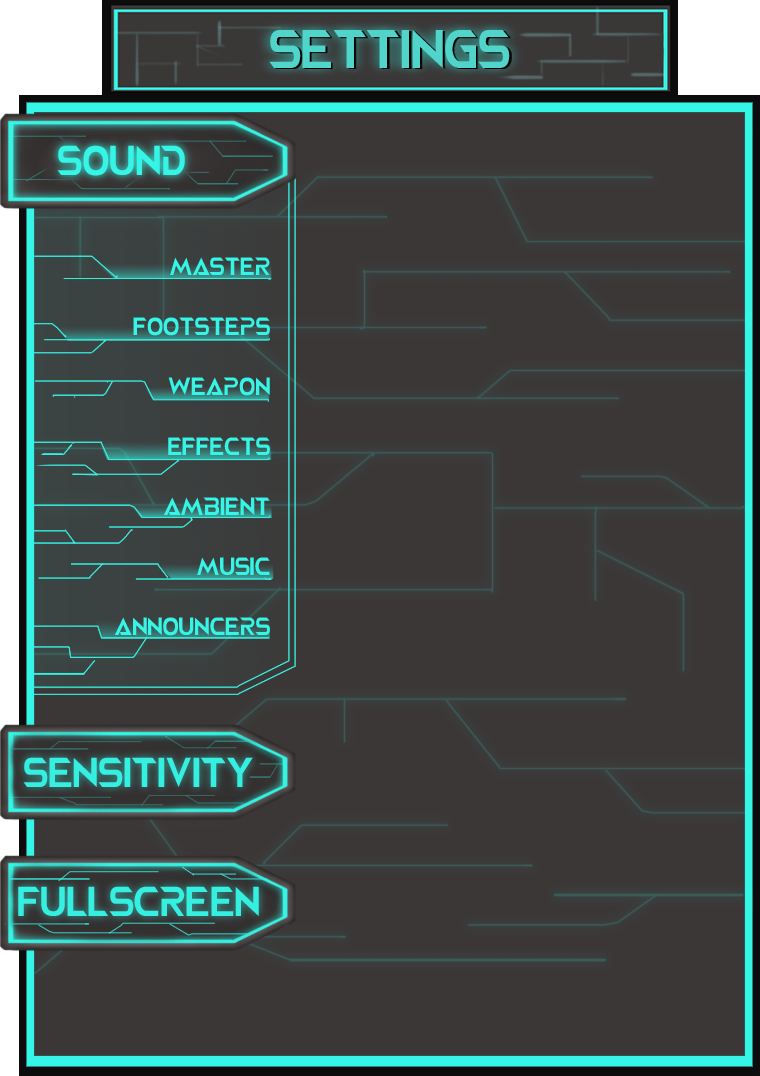 SETTINGS
SOUND
MASTER
FOOTSTEPS
WEAPON
EFFECTS
AMBIENT
MUSIC
ANNOUNCERS
SENSITIVITY
FULLSCREEN